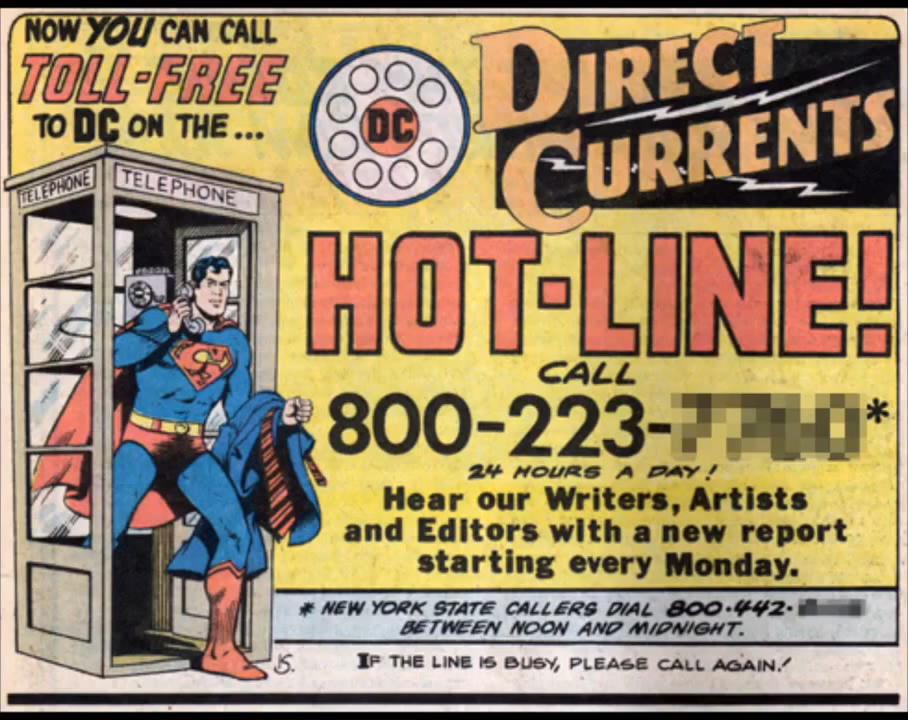 NOW YOU CAN CALL
TOLL-FREE
TO DC ON THE...
DC
DIRECT
CURRENTS
HOT-LINE!
TELEPHONE
TELEPHONE
CALL
800-223-
*
24 HOURS A DAY!
Hear our Writers, Artists
and Editors with a new report
starting every Monday.
* NEW YORK STATE CALLERS DIAL 800·442·
BETWEEN NOON AND MIDNIGHT.
IF THE LINE IS BUSY, PLEASE CALL AGAIN!